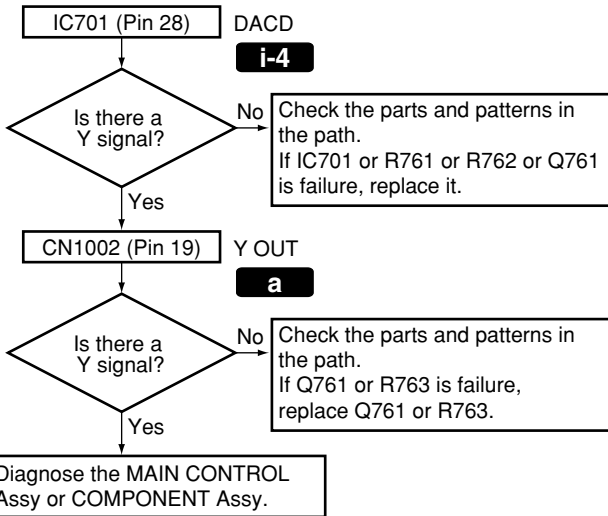 IC701 (Pin 28) DACD
i-4
Is there a
Y signal?
No
Check the parts and patterns in
the path.
If IC701 or R761 or R762 or Q761
is failure, replace it.
Yes
CN1002 (Pin 19) Y OUT
a
Is there a
Y signal?
No
Check the parts and patterns in
the path.
If Q761 or R763 is failure,
replace Q761 or R763.
Yes
Diagnose the MAIN CONTROL
Assy or COMPONENT Assy.